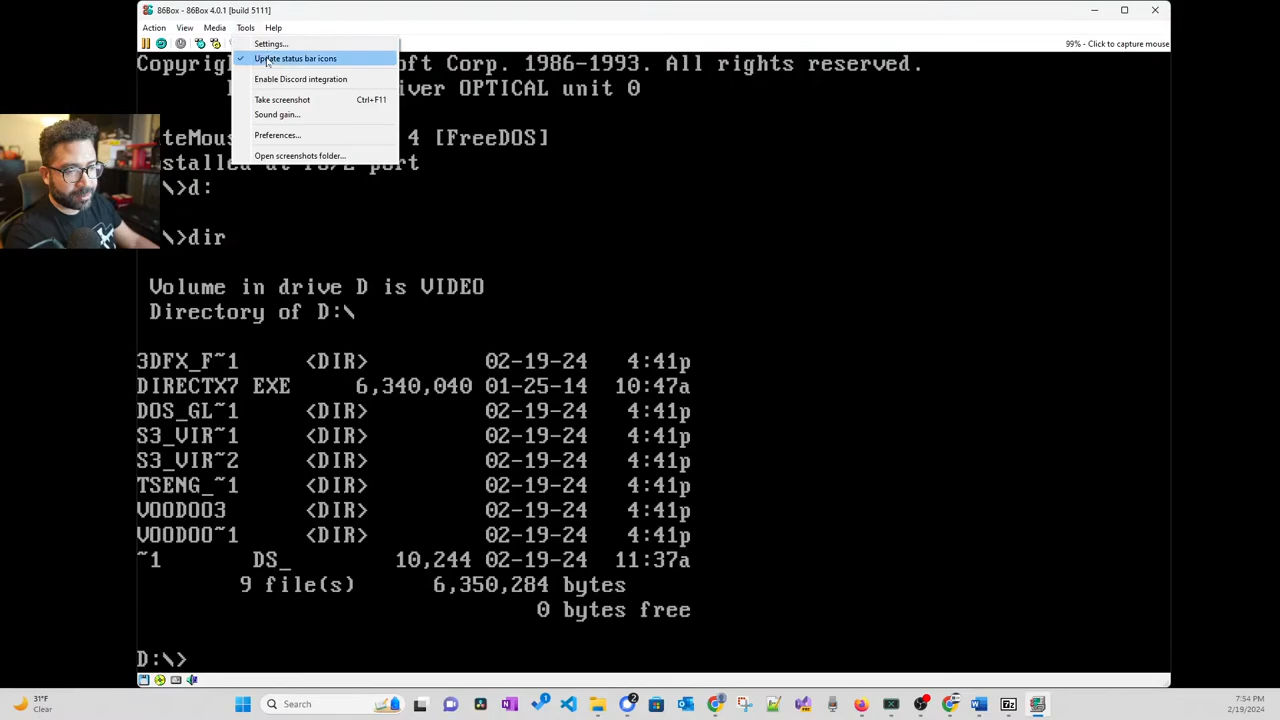 86Box - 86Box 4.0.1 [build 5111]
Action View Media Tools Help
99% - Click to capture mouse
Settings...
Update status bar icons
Enable Discord integration
Take screenshot Ctrl+F11
Sound gain...
Preferences...
Open screenshots folder...
Copyrig soft Corp. 1986-1993. All rights reserved.
iver OPTICAL unit 0
teMous 4 [FreeDOS]
stalled at PS/2 port
\>d:
\>dir
Volume in drive D is VIDEO
Directory of D:\
3DFX_F~1 <DIR> 02-19-24 4:41p
DIRECTX7 EXE 6,340,040 01-25-14 10:47a
DOS_GL~1 <DIR> 02-19-24 4:41p
S3_VIR~1 <DIR> 02-19-24 4:41p
S3_VIR~2 <DIR> 02-19-24 4:41p
TSENG_~1 <DIR> 02-19-24 4:41p
VOODOO3 <DIR> 02-19-24 4:41p
VOODOO~1 <DIR> 02-19-24 4:41p
~1 DS_ 10,244 02-19-24 11:37a
9 file(s) 6,350,284 bytes
0 bytes free
D:\>
31°F
Clear
Search
7:54 PM
2/19/2024